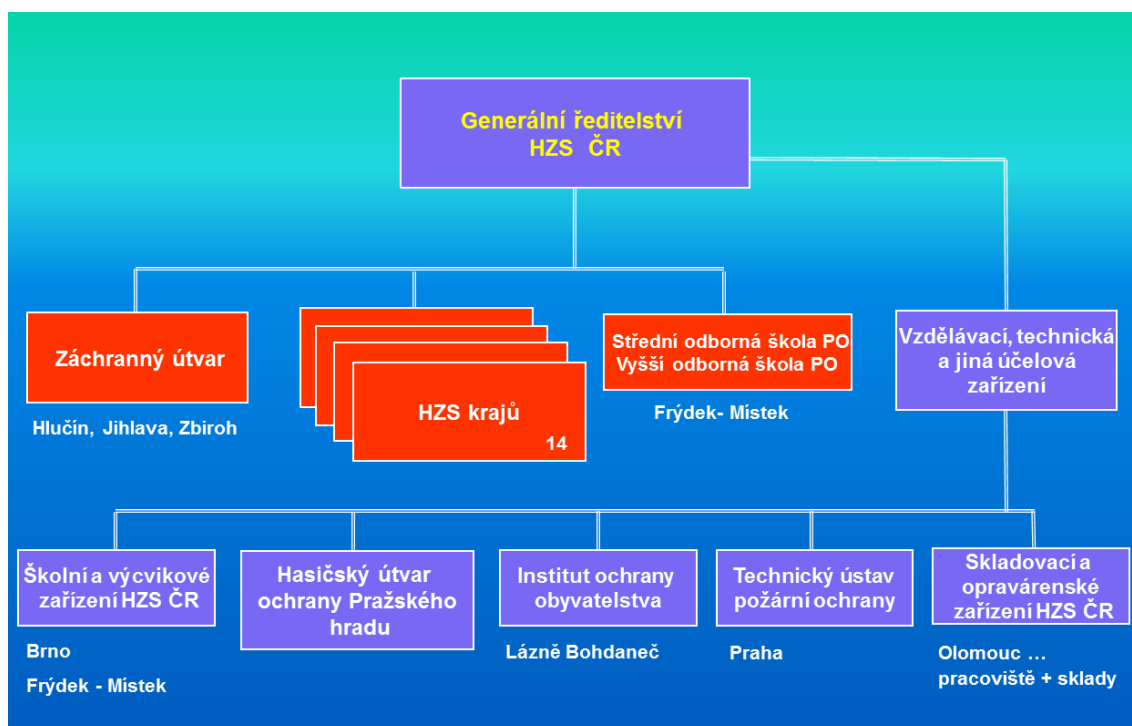 Generální ředitelství
HZS ČR
Záchranný útvar
Hlučín, Jihlava, Zbiroh
HZS krajů
14
Střední odborná škola PO
Vyšší odborná škola PO
Frýdek- Místek
Vzdělávací, technická
a jiná účelová
zařízení
Školní a výcvikové
zařízení HZS ČR
Brno
Frýdek - Místek
Hasičský útvar
ochrany Pražského
hradu
Institut ochrany
obyvatelstva
Lázně Bohdaneč
Technický ústav
požární ochrany
Praha
Skladovací a
opravárenské
zařízení HZS ČR
Olomouc ...
pracoviště + sklady